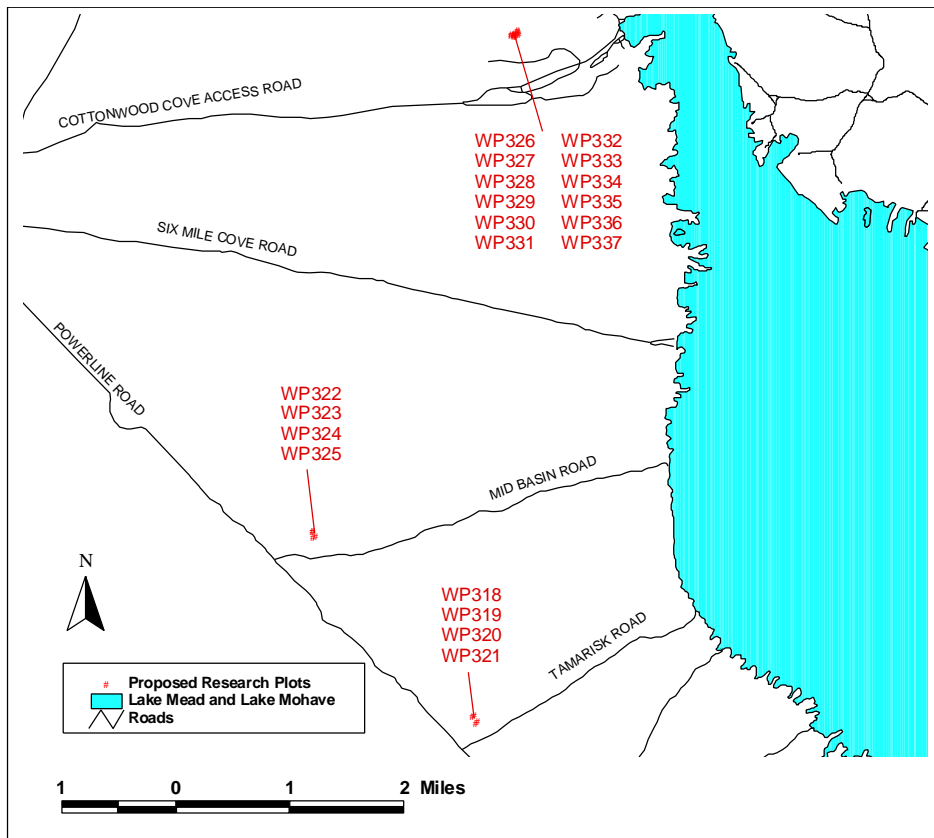 COTTONWOOD COVE ACCESS ROAD
WP326 WP332
WP327 WP333
WP328 WP334
WP329 WP335
WP330 WP336
WP331 WP337
SIX MILE COVE ROAD
POWERLINE ROAD
WP322
WP323
WP324
WP325
MID BASIN ROAD
N
WP318
WP319
WP320
WP321
TAMARISK ROAD
# Proposed Research Plots
Lake Mead and Lake Mohave
Roads
1 0 1 2 Miles